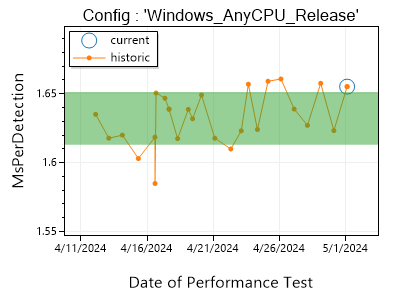 Config : 'Windows_AnyCPU_Release'
current
historic
MsPerDetection
1.65
1.6
1.55
4/11/2024 4/16/2024 4/21/2024 4/26/2024 5/1/2024
Date of Performance Test